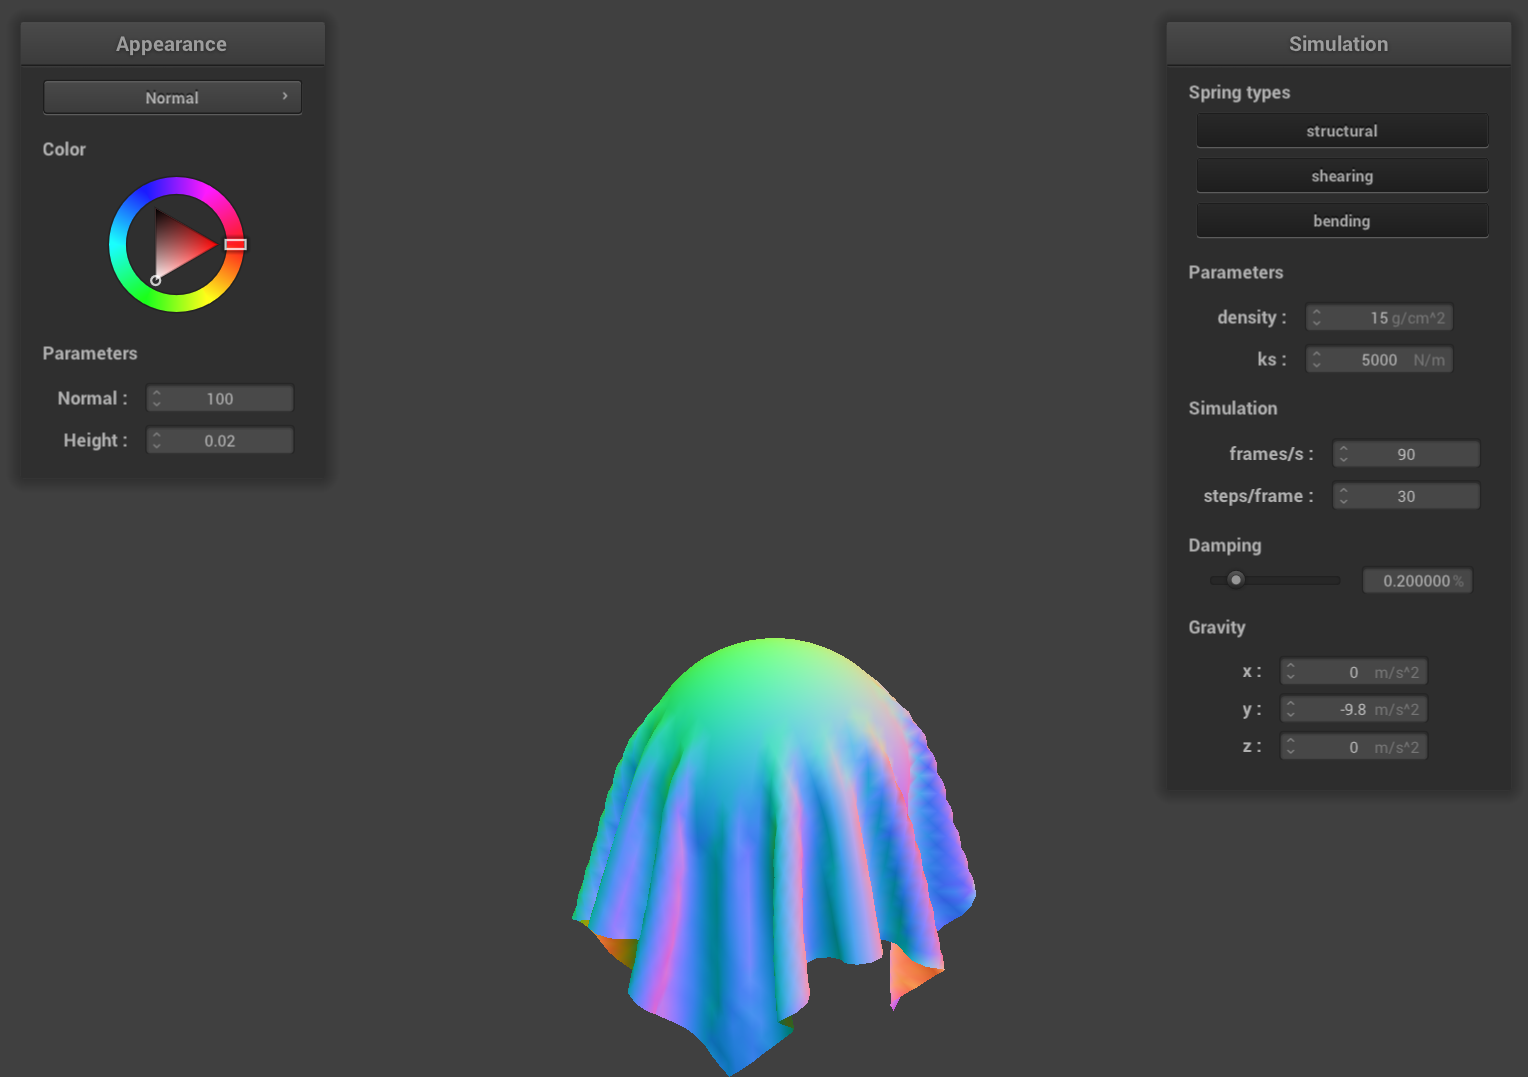 Appearance
Normal
Color
Parameters
Normal : 100
Height : 0.02
Simulation
Spring types
structural
shearing
bending
Parameters
density : 15 g/cm^2
ks : 5000 N/m
Simulation
frames/s : 90
steps/frame : 30
Damping
0.200000 %
Gravity
x : 0 m/s^2
y : -9.8 m/s^2
z : 0 m/s^2